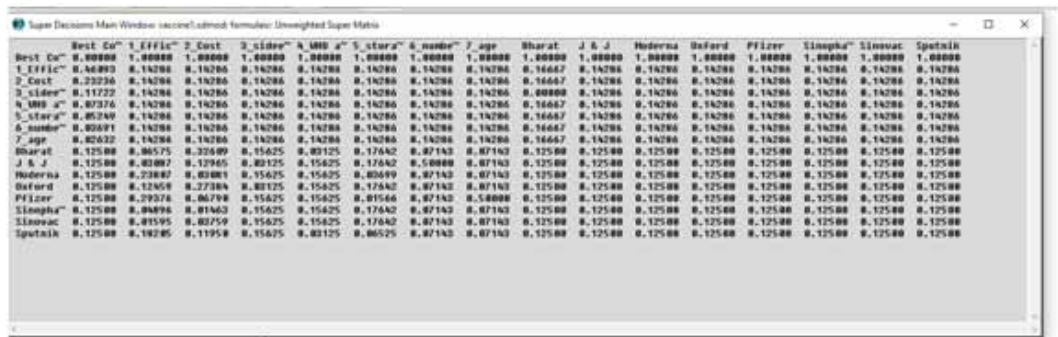 Super Decisions Main Window: vaccine1.sdmod: formulaic: Unweighted Super Matrix
Best Co~ 1_Effic~ 2_Cost 3_sidee~ 4_WHO a~ 5_stora~ 6_numbe~ 7_age Bharat J & J Moderna Oxford Pfizer Sinopha~ Sinovac Sputnik
Best Co~ 0.00000 1.00000 1.00000 1.00000 1.00000 1.00000 1.00000 1.00000 1.00000 1.00000 1.00000 1.00000 1.00000 1.00000 1.00000 1.00000
1_Effic~ 0.46093 0.14286 0.14286 0.14286 0.14286 0.14286 0.14286 0.14286 0.16667 0.14286 0.14286 0.14286 0.14286 0.14286 0.14286 0.14286
2_Cost 0.23236 0.14286 0.14286 0.14286 0.14286 0.14286 0.14286 0.14286 0.16667 0.14286 0.14286 0.14286 0.14286 0.14286 0.14286 0.14286
3_sidee~ 0.11722 0.14286 0.14286 0.14286 0.14286 0.14286 0.14286 0.14286 0.00000 0.14286 0.14286 0.14286 0.14286 0.14286 0.14286 0.14286
4_WHO a~ 0.07376 0.14286 0.14286 0.14286 0.14286 0.14286 0.14286 0.14286 0.16667 0.14286 0.14286 0.14286 0.14286 0.14286 0.14286 0.14286
5_stora~ 0.05249 0.14286 0.14286 0.14286 0.14286 0.14286 0.14286 0.14286 0.16667 0.14286 0.14286 0.14286 0.14286 0.14286 0.14286 0.14286
6_numbe~ 0.03691 0.14286 0.14286 0.14286 0.14286 0.14286 0.14286 0.14286 0.16667 0.14286 0.14286 0.14286 0.14286 0.14286 0.14286 0.14286
7_age 0.02632 0.14286 0.14286 0.14286 0.14286 0.14286 0.14286 0.14286 0.16667 0.14286 0.14286 0.14286 0.14286 0.14286 0.14286 0.14286
Bharat 0.12500 0.06575 0.32609 0.15625 0.03125 0.17642 0.07143 0.07143 0.12500 0.12500 0.12500 0.12500 0.12500 0.12500 0.12500 0.12500
J & J 0.12500 0.03007 0.12965 0.03125 0.15625 0.17642 0.50000 0.07143 0.12500 0.12500 0.12500 0.12500 0.12500 0.12500 0.12500 0.12500
Moderna 0.12500 0.23807 0.03081 0.15625 0.15625 0.03699 0.07143 0.07143 0.12500 0.12500 0.12500 0.12500 0.12500 0.12500 0.12500 0.12500
Oxford 0.12500 0.12459 0.27384 0.03125 0.15625 0.17642 0.07143 0.07143 0.12500 0.12500 0.12500 0.12500 0.12500 0.12500 0.12500 0.12500
Pfizer 0.12500 0.29376 0.06790 0.15625 0.15625 0.01566 0.07143 0.50000 0.12500 0.12500 0.12500 0.12500 0.12500 0.12500 0.12500 0.12500
Sinopha~ 0.12500 0.04896 0.01463 0.15625 0.15625 0.17642 0.07143 0.07143 0.12500 0.12500 0.12500 0.12500 0.12500 0.12500 0.12500 0.12500
Sinovac 0.12500 0.01595 0.03759 0.15625 0.15625 0.17642 0.07143 0.07143 0.12500 0.12500 0.12500 0.12500 0.12500 0.12500 0.12500 0.12500
Sputnik 0.12500 0.18285 0.11950 0.15625 0.03125 0.06525 0.07143 0.07143 0.12500 0.12500 0.12500 0.12500 0.12500 0.12500 0.12500 0.12500